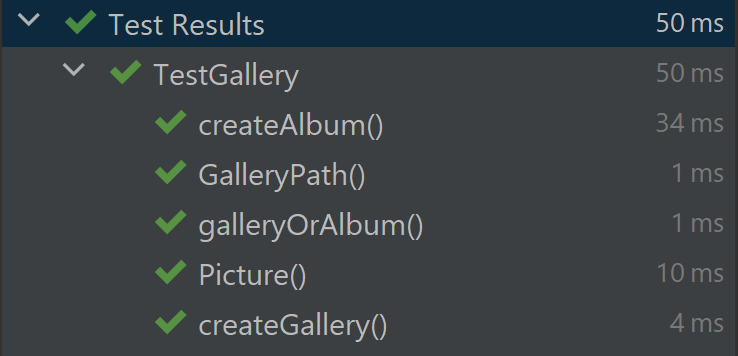 Test Results 50 ms
TestGallery 50 ms
createAlbum() 34 ms
GalleryPath() 1 ms
galleryOrAlbum() 1 ms
Picture() 10 ms
createGallery() 4 ms